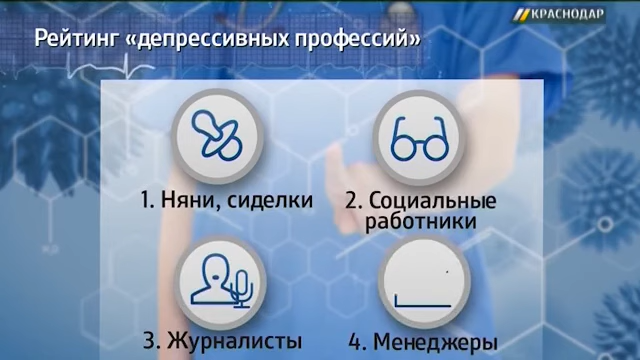 КРАСНОДАР
Рейтинг «депрессивных профессий»
1. Няни, сиделки
2. Социальные
работники
3. Журналисты
4. Менеджеры